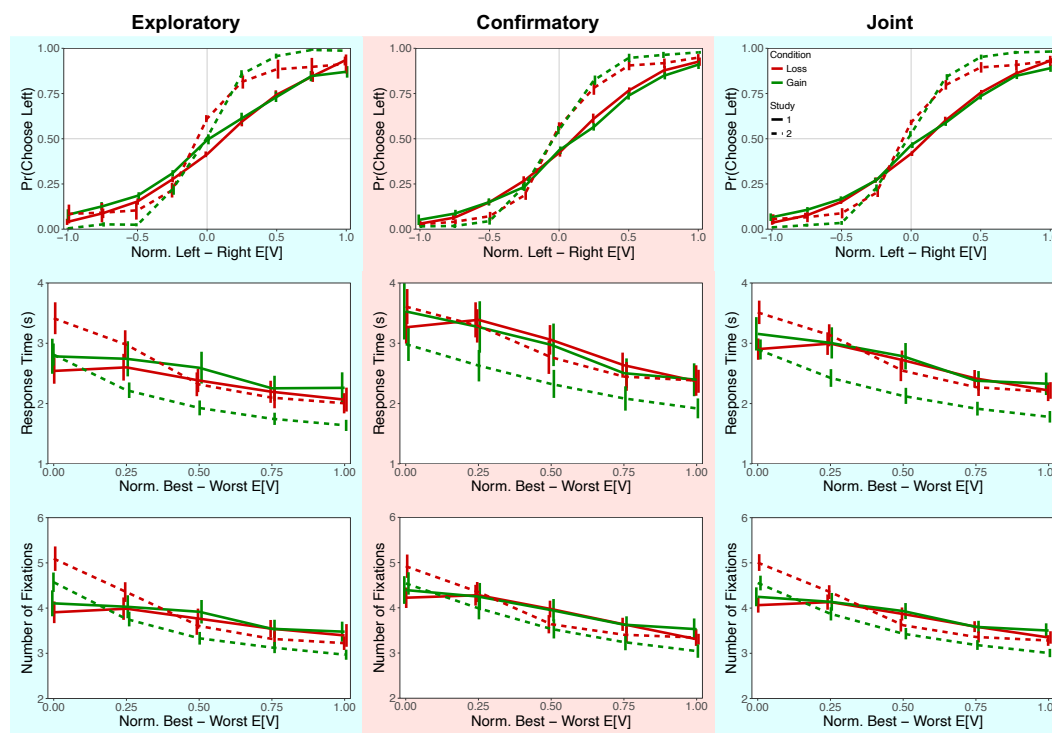 Exploratory
Confirmatory
Joint
Pr(Choose Left)
1.00
0.75
0.50
0.25
0.00
−1.0 −0.5 0.0 0.5 1.0
Norm. Left − Right E[V]
Pr(Choose Left)
1.00
0.75
0.50
0.25
0.00
−1.0 −0.5 0.0 0.5 1.0
Norm. Left − Right E[V]
Pr(Choose Left)
1.00
0.75
0.50
0.25
0.00
−1.0 −0.5 0.0 0.5 1.0
Norm. Left − Right E[V]
Condition
Loss
Gain
Study
1
2
Response Time (s)
4
3
2
1
0.00 0.25 0.50 0.75 1.00
Norm. Best − Worst E[V]
Response Time (s)
4
3
2
1
0.00 0.25 0.50 0.75 1.00
Norm. Best − Worst E[V]
Response Time (s)
4
3
2
1
0.00 0.25 0.50 0.75 1.00
Norm. Best − Worst E[V]
Number of Fixations
6
5
4
3
2
0.00 0.25 0.50 0.75 1.00
Norm. Best − Worst E[V]
Number of Fixations
6
5
4
3
2
0.00 0.25 0.50 0.75 1.00
Norm. Best − Worst E[V]
Number of Fixations
6
5
4
3
2
0.00 0.25 0.50 0.75 1.00
Norm. Best − Worst E[V]